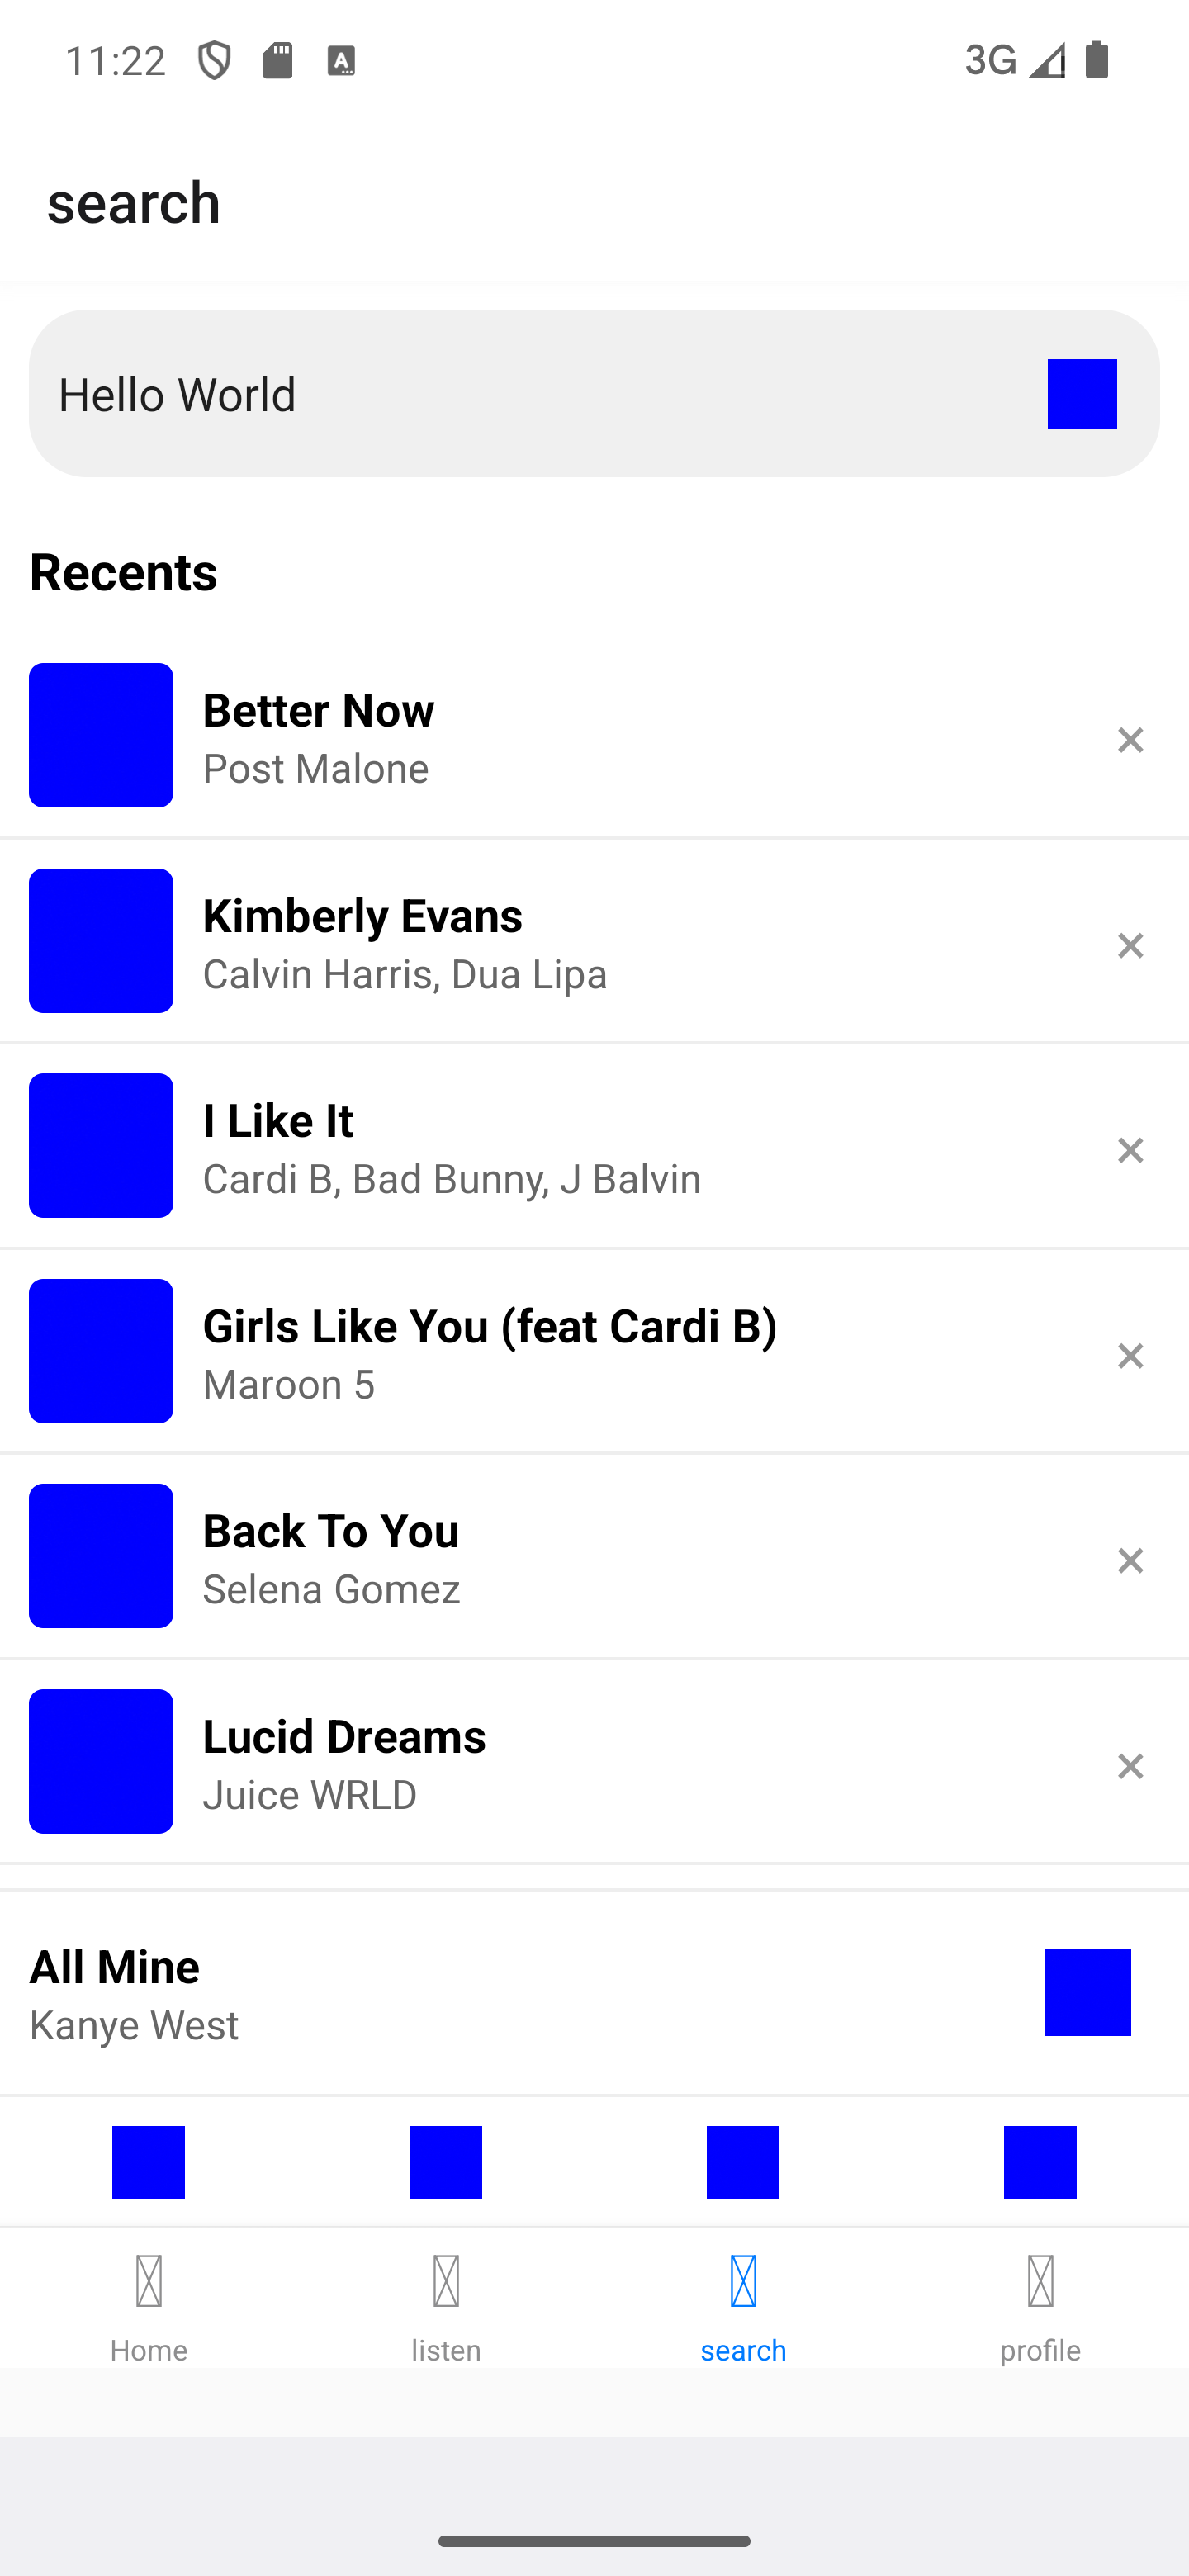 11:22
3G
search
Hello World
Recents
Better Now
Post Malone
×
Kimberly Evans
Calvin Harris, Dua Lipa
×
I Like It
Cardi B, Bad Bunny, J Balvin
×
Girls Like You (feat Cardi B)
Maroon 5
×
Back To You
Selena Gomez
×
Lucid Dreams
Juice WRLD
×
All Mine
Kanye West
Home
listen
search
profile